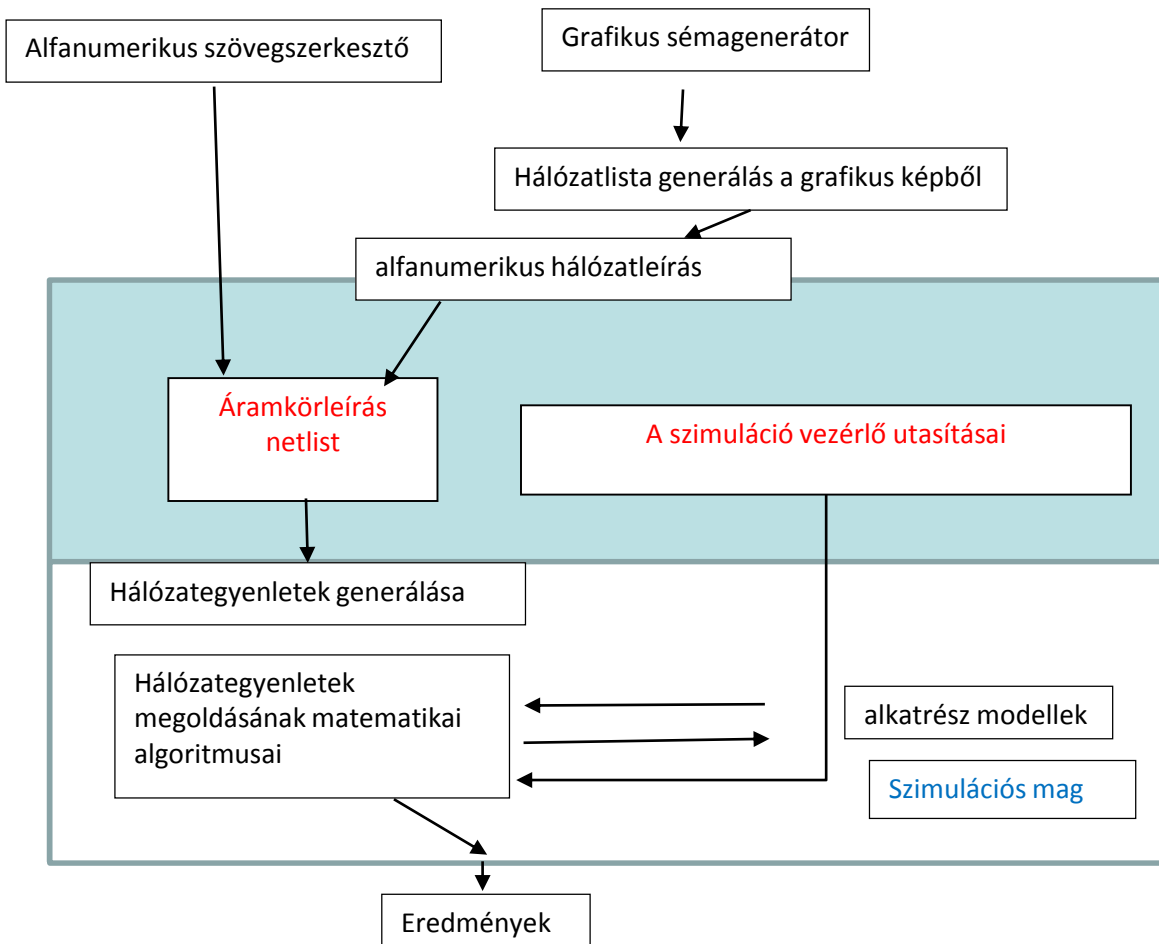 Alfanumerikus szövegszerkesztő
Grafikus sémagenerátor
Hálózatlista generálás a grafikus képből
alfanumerikus hálózatleírás
Áramkörleírás
netlist
A szimuláció vezérlő utasításai
Hálózategyenletek generálása
Hálózategyenletek
megoldásának matematikai
algoritmusai
alkatrész modellek
Szimulációs mag
Eredmények